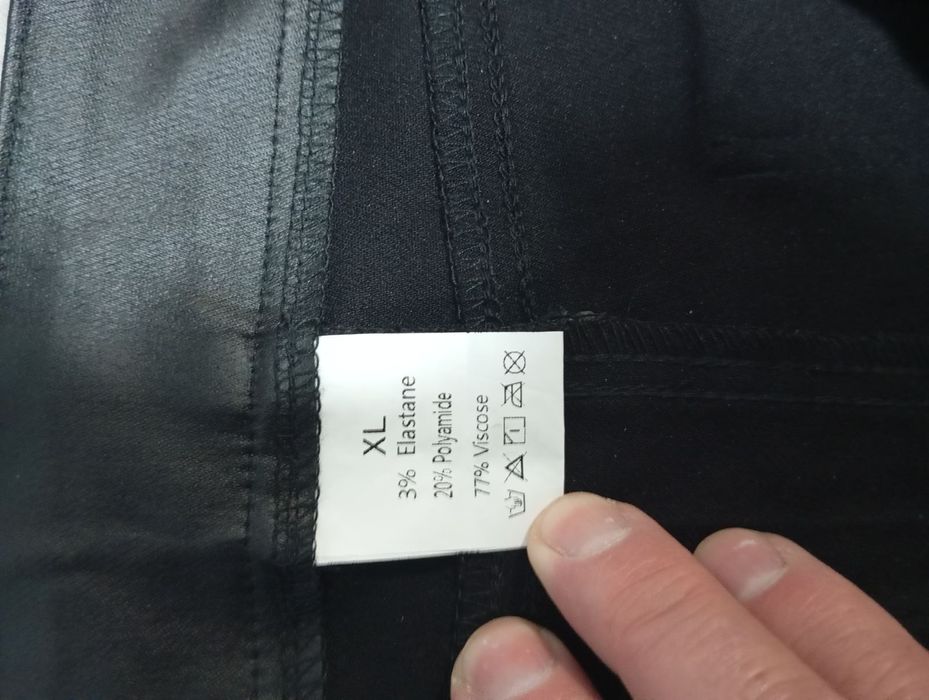 XL
3% Elastane
20% Polyamide
77% Viscose